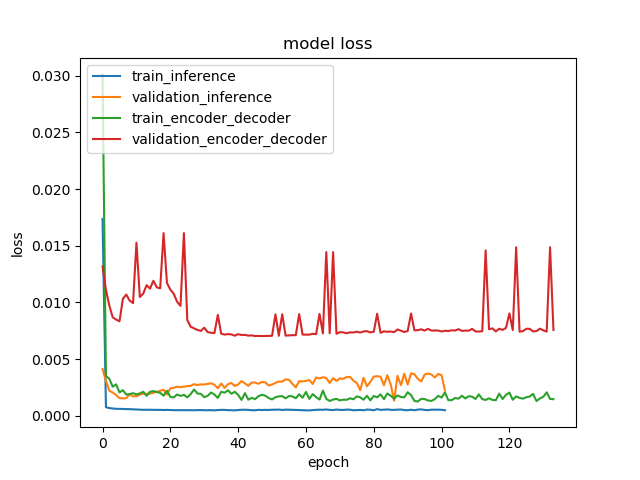 model loss
train_inference
validation_inference
train_encoder_decoder
validation_encoder_decoder
loss
0.030
0.025
0.020
0.015
0.010
0.005
0.000
0 20 40 60 80 100 120
epoch